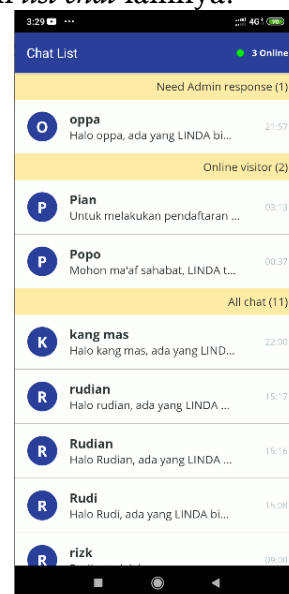 list chat lainnya.
3:29 ... 4G
Chat List 3 Online
Need Admin response (1)
O oppa
Halo oppa, ada yang LINDA bi... 21:57
Online visitor (2)
P Pian
Untuk melakukan pendaftaran ... 03:13
P Popo
Mohon ma'af sahabat, LINDA t... 00:37
All chat (11)
K kang mas
Halo kang mas, ada yang LIND... 22:00
R rudian
Halo rudian, ada yang LINDA ... 15:17
R Rudian
Halo Rudian, ada yang LINDA ... 15:16
R Rudi
Halo Rudi, ada yang LINDA bi... 15:08
R rizk
09:00